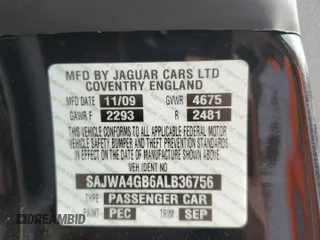 MFD BY JAGUAR CARS LTD
COVENTRY, ENGLAND
MFD DATE 11/09 GVWR 4675
GAWR F 2293 R 2481
THIS VEHICLE CONFORMS TO ALL APPLICABLE FEDERAL MOTOR
VEHICLE SAFETY BUMPER, AND THEFT PREVENTION STANDARDS
IN EFFECT ON THE DATE OF MANUFACTURE SHOWN ABOVE.
VEH IDENT NO
SAJWA4GB6ALB36756
TYPE PASSENGER CAR
PAINT PEC TRIM SEP
DREAMBID